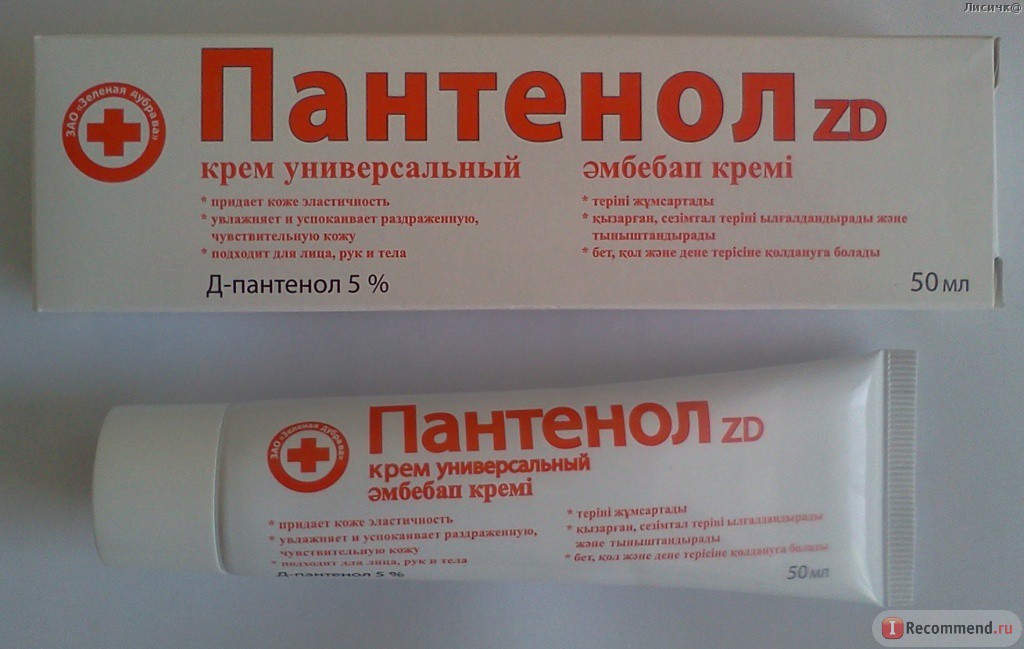 Лисичк@
ЗАО «Зеленая дубрава»
Пантенол ZD
крем универсальный
* придает коже эластичность
* увлажняет и успокаивает раздраженную,
чувствительную кожу
* подходит для лица, рук и тела
Д-пантенол 5 %
әмбебап кремі
* теріні жұмсартады
* қызарған, сезімтал теріні ылғалдандырады және
тыныштандырады
* бет, қол және дене терісіне қолдануға болады
50 мл
ЗАО «Зеленая дубрава»
Пантенол ZD
крем универсальный
әмбебап кремі
* придает коже эластичность
* увлажняет и успокаивает раздраженную,
чувствительную кожу
* подходит для лица, рук и тела
Д-пантенол 5 %
* теріні жұмсартады
* қызарған, сезімтал теріні ылғалдандырады
және тыныштандырады
* бет, қол және дене терісіне қолдануға болады
50 мл
IRecommend.ru